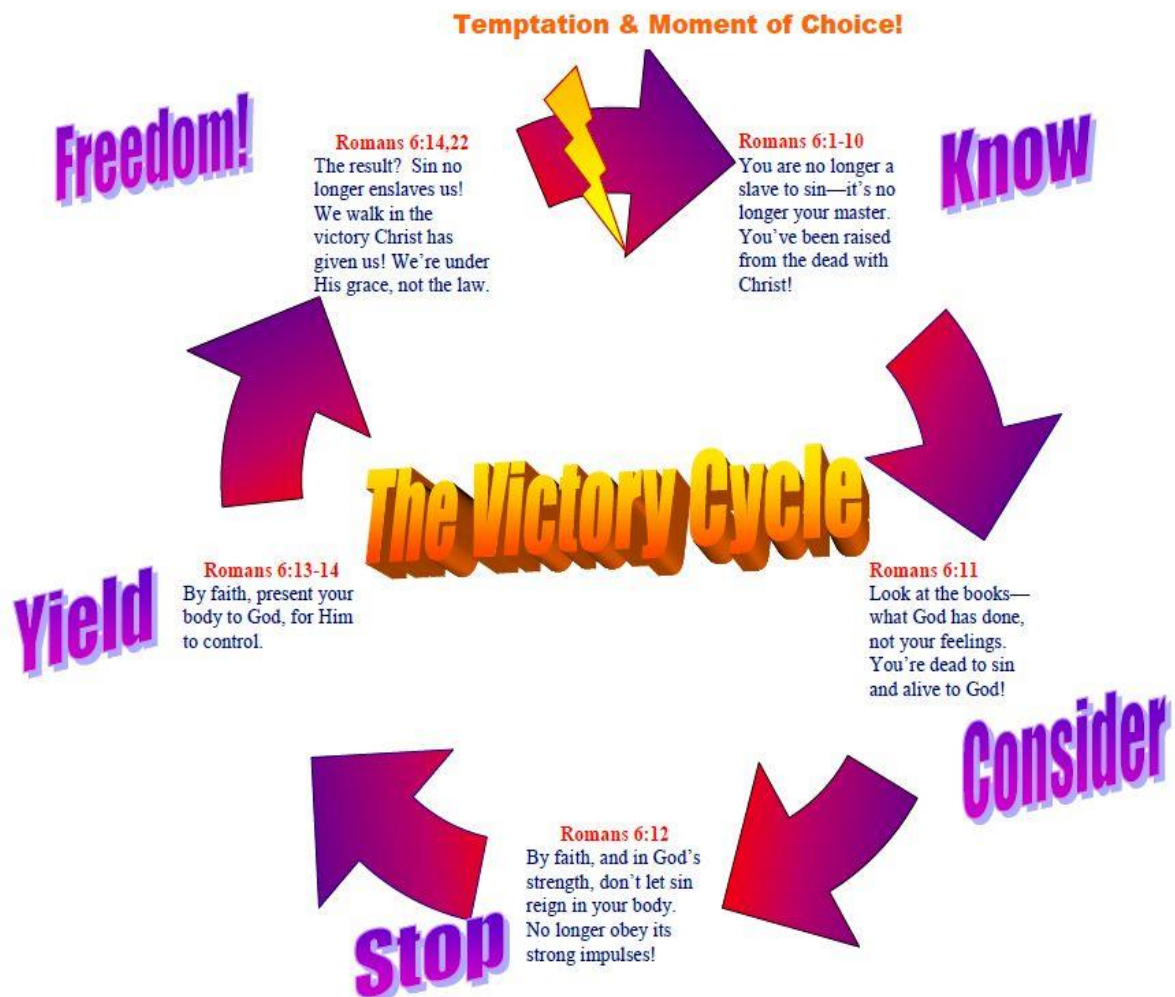 Temptation & Moment of Choice!
Freedom!
Romans 6:14,22
The result?  Sin no
longer enslaves us!
We walk in the
victory Christ has
given us! We're under
His grace, not the law.
Romans 6:1-10
You are no longer a
slave to sin—it's no
longer your master.
You've been raised
from the dead with
Christ!
Know
The Victory Cycle
Romans 6:11
Look at the books—
what God has done,
not your feelings.
You're dead to sin
and alive to God!
Consider
Romans 6:12
By faith, and in God's
strength, don't let sin
reign in your body.
No longer obey its
strong impulses!
Stop
Romans 6:13-14
By faith, present your
body to God, for Him
to control.
Yield